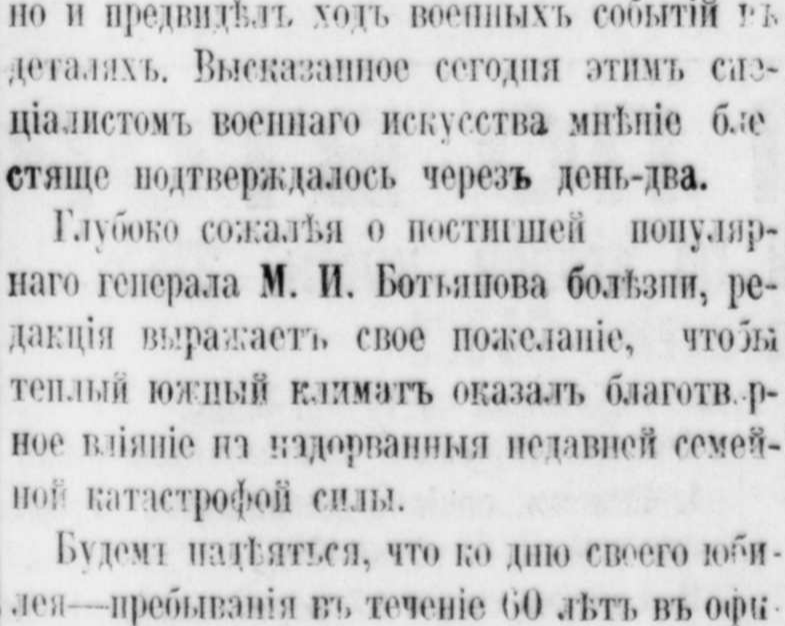 но и предвидѣлъ ходъ военныхъ событій въ
деталяхъ. Высказанное сегодня этимъ спе-
ціалистомъ военнаго искусства мнѣніе бле
стяще подтверждалось черезъ день-два.
Глубоко сожалѣя о постигшей популяр-
наго генерала М. И. Ботьянова болѣзни, ре-
дакція выражаетъ свое пожеланіе, чтобы
теплый южный климатъ оказалъ благотвор-
ное вліяніе на надорванныя недавней семей-
ной катастрофой силы.
Будемъ надѣяться, что ко дню своего юби-
лея—пребыванія въ теченіе 60 лѣтъ въ офи-